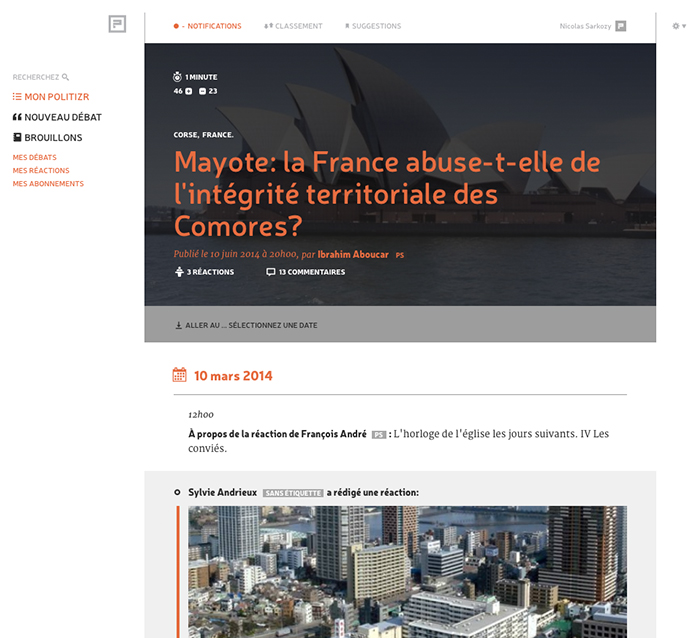 NOTIFICATIONS
CLASSEMENT
SUGGESTIONS
Nicolas Sarkozy
RECHERCHEZ
MON POLITIZR
NOUVEAU DÉBAT
BROUILLONS
MES DÉBATS
MES RÉACTIONS
MES ABONNEMENTS
1 MINUTE
46 + - 23
CORSE, FRANCE.
Mayote: la France abuse-t-elle de
l'intégrité territoriale des
Comores?
Publié le 10 juin 2014 à 20h00, par Ibrahim Aboucar PS
3 RÉACTIONS
13 COMMENTAIRES
ALLER AU ... SÉLECTIONNEZ UNE DATE
10 mars 2014
12h00
À propos de la réaction de François André PS : L'horloge de l'église les jours suivants. IV Les
conviés.
Sylvie Andrieux SANS ÉTIQUETTE a rédigé une réaction: